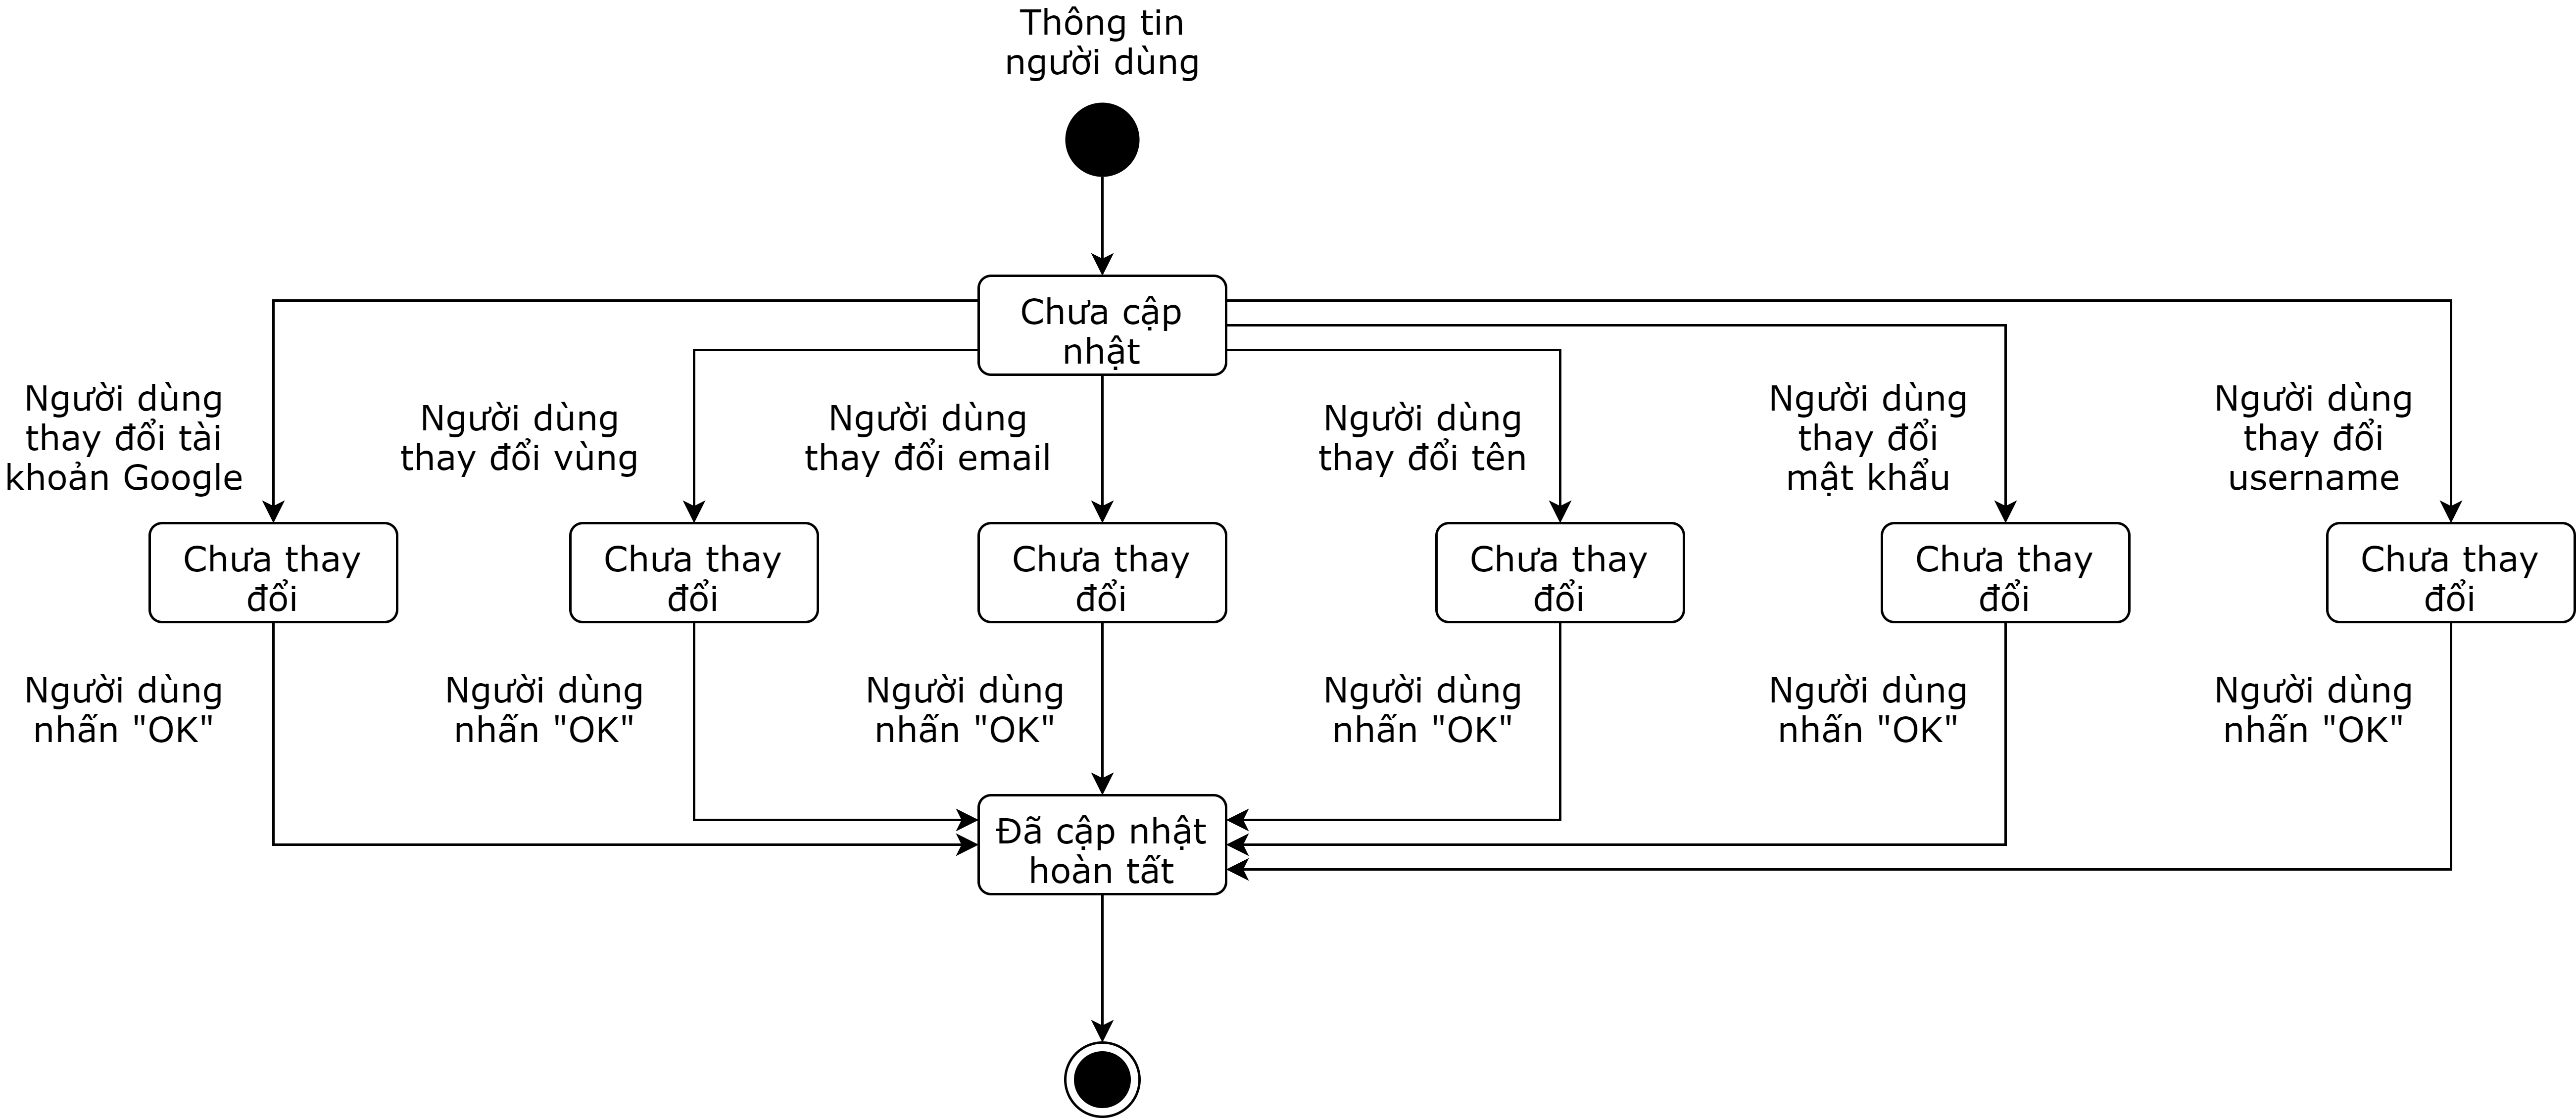 Thông tin
người dùng
Chưa cập
nhật
Người dùng
thay đổi tài
khoản Google
Người dùng
thay đổi vùng
Người dùng
thay đổi email
Người dùng
thay đổi tên
Người dùng
thay đổi
mật khẩu
Người dùng
thay đổi
username
Chưa thay
đổi
Chưa thay
đổi
Chưa thay
đổi
Chưa thay
đổi
Chưa thay
đổi
Chưa thay
đổi
Người dùng
nhấn "OK"
Người dùng
nhấn "OK"
Người dùng
nhấn "OK"
Người dùng
nhấn "OK"
Người dùng
nhấn "OK"
Người dùng
nhấn "OK"
Đã cập nhật
hoàn tất